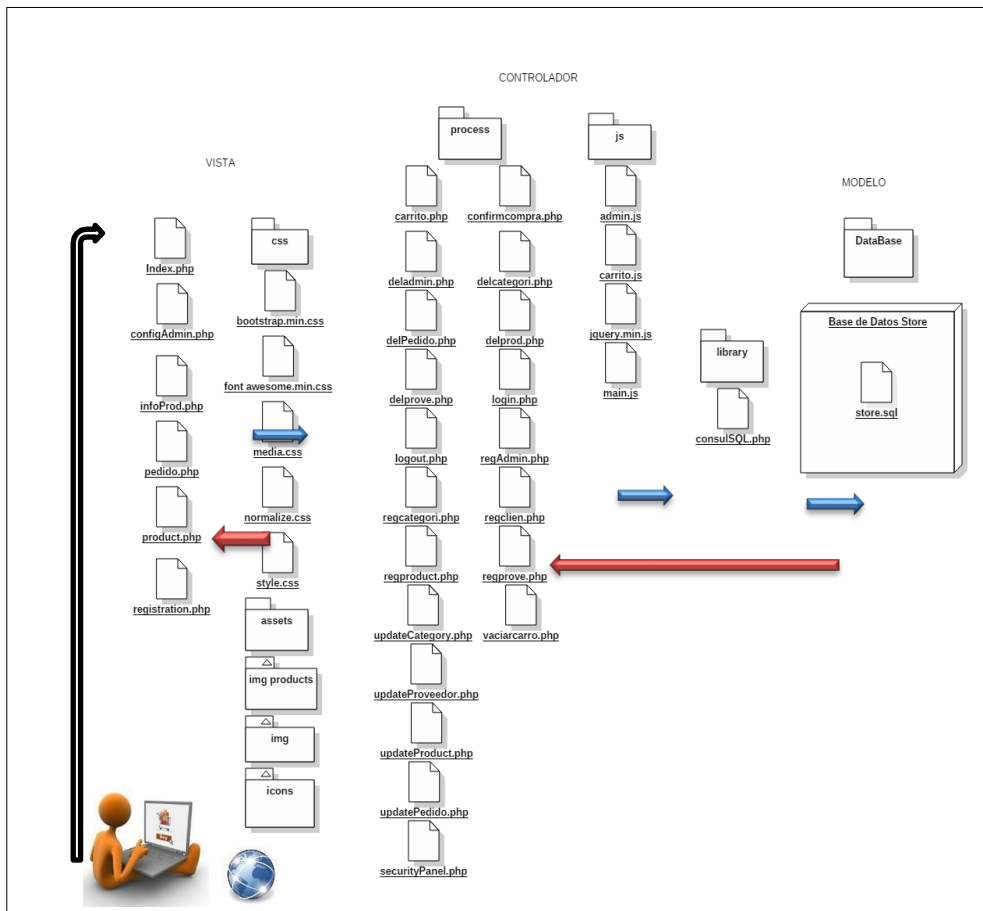 CONTROLADOR
VISTA
MODELO
process
js
carrito.php
confirmcompra.php
admin.js
Index.php
css
DataBase
deladmin.php
delcategori.php
carrito.js
configAdmin.php
bootstrap.min.css
delPedido.php
delprod.php
jquery.min.js
library
Base de Datos Store
infoProd.php
font awesome.min.css
delprove.php
login.php
main.js
consulSQL.php
store.sql
pedido.php
media.css
logout.php
regAdmin.php
product.php
normalize.css
regcategori.php
regclien.php
registration.php
style.css
regproduct.php
regprove.php
assets
updateCategory.php
vaciarcarro.php
img products
updateProveedor.php
img
updateProduct.php
icons
updatePedido.php
securityPanel.php